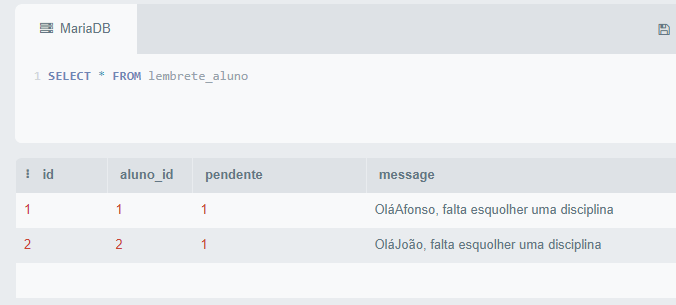 MariaDB
1 SELECT * FROM lembrete_aluno
id aluno_id pendente message
1 1 1 OláAfonso, falta esquolher uma disciplina
2 2 1 OláJoão, falta esquolher uma disciplina